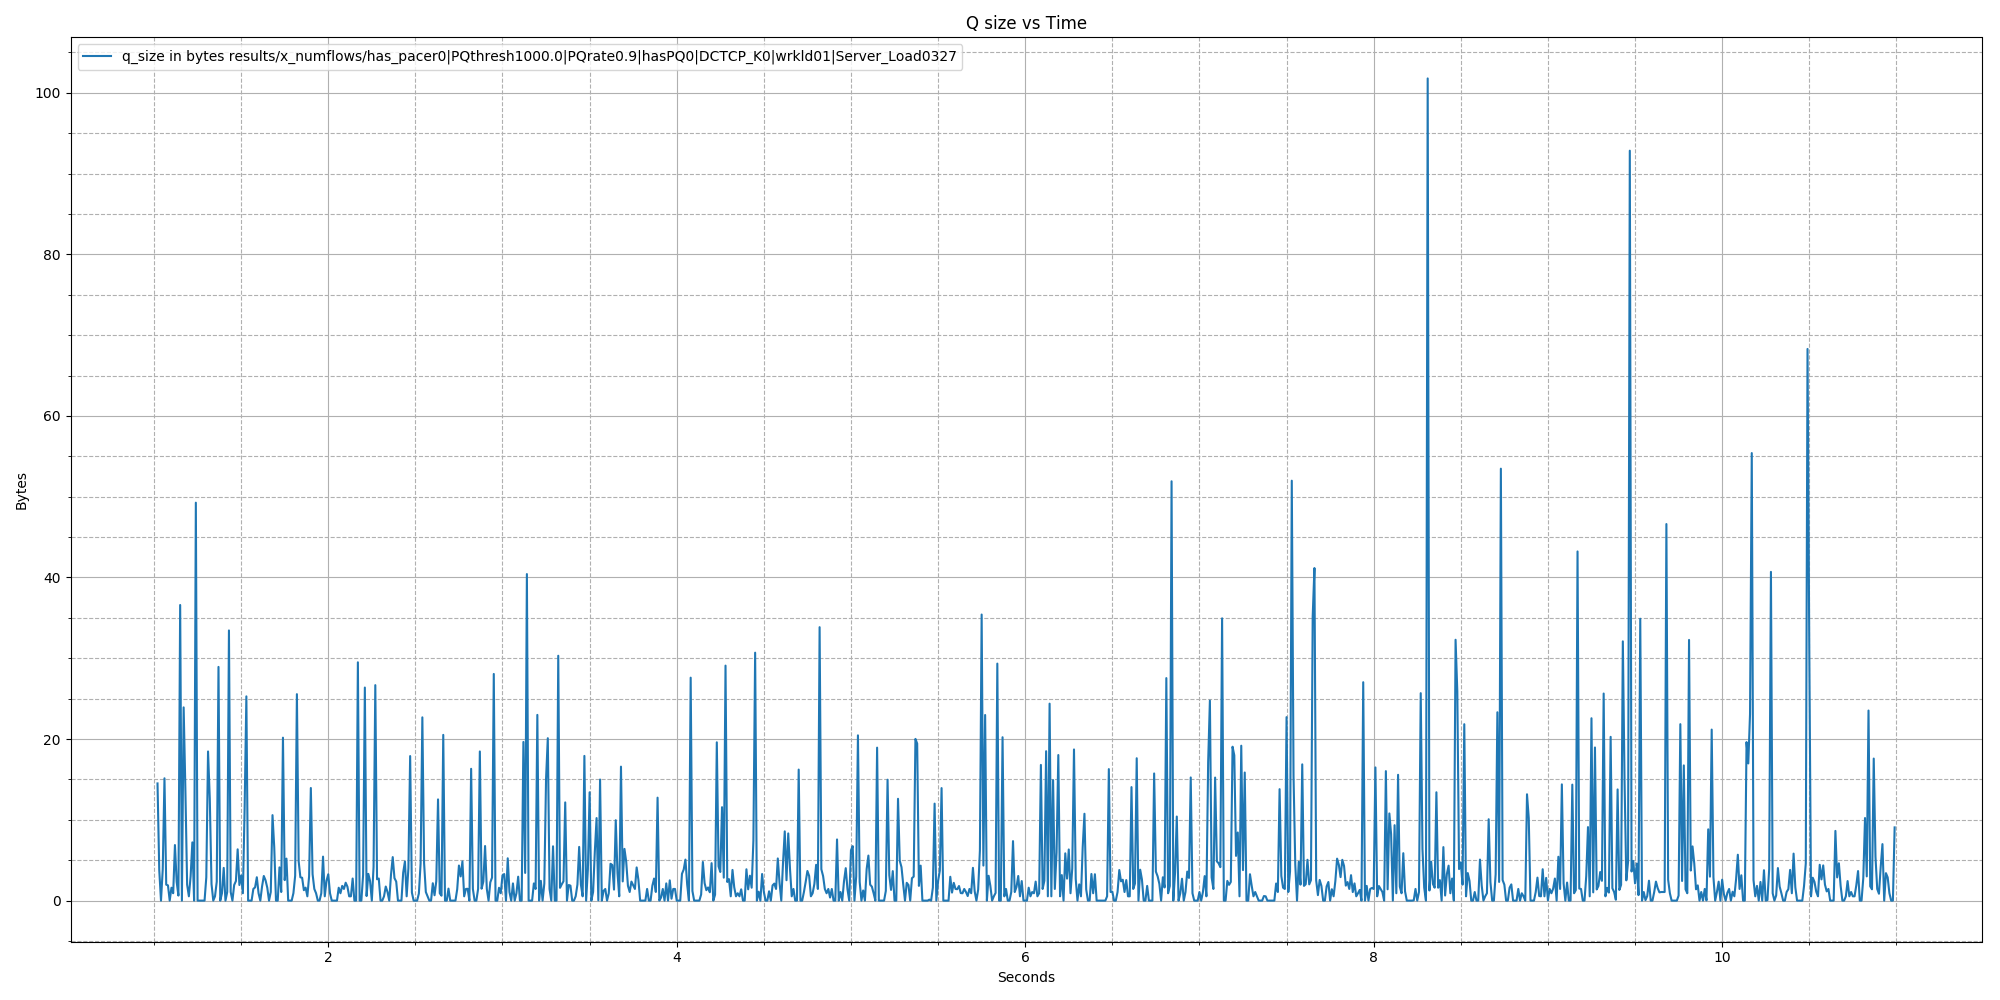 Q size vs Time
q_size in bytes results/x_numflows/has_pacer0|PQthresh1000.0|PQrate0.9|hasPQ0|DCTCP_K0|wrkld01|Server_Load0327
100
80
60
40
20
0
Bytes
2 4 6 8 10
Seconds